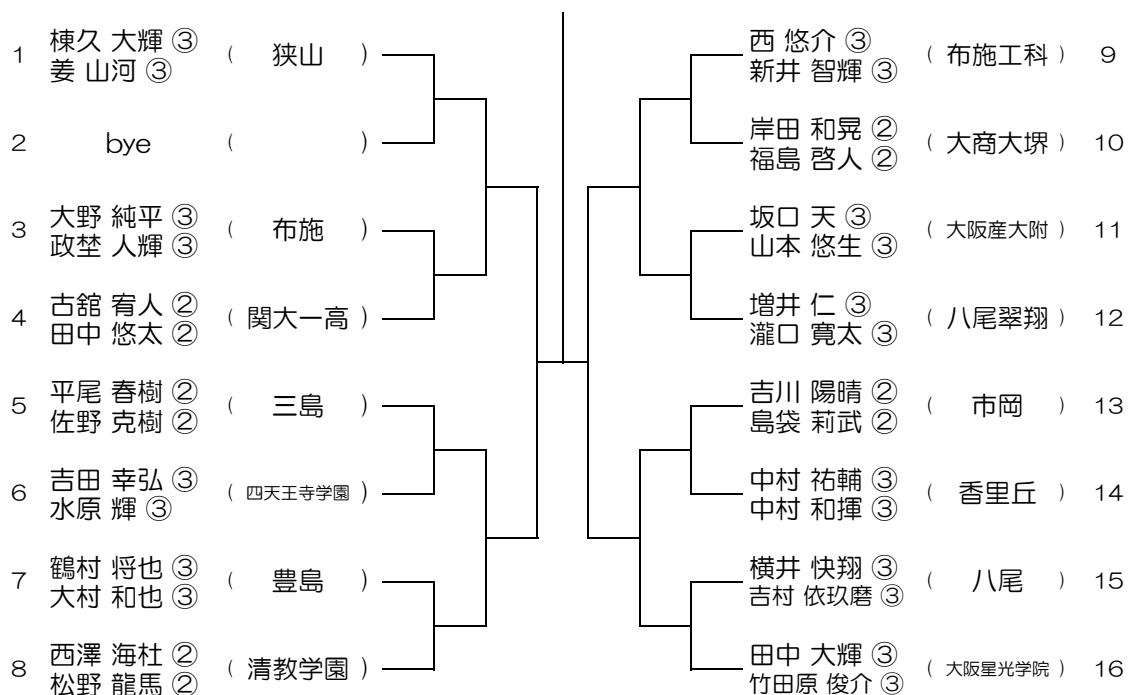 1 棟久 大輝 ③
姜 山河 ③
( 狭山 )
2 bye ( )
3 大野 純平 ③
政埜 人輝 ③
( 布施 )
4 古舘 宥人 ②
田中 悠太 ②
( 関大一高 )
5 平尾 春樹 ②
佐野 克樹 ②
( 三島 )
6 吉田 幸弘 ③
水原 輝 ③
( 四天王寺学園 )
7 鶴村 将也 ③
大村 和也 ③
( 豊島 )
8 西澤 海杜 ②
松野 龍馬 ②
( 清教学園 )
西 悠介 ③
新井 智輝 ③
( 布施工科 ) 9
岸田 和晃 ②
福島 啓人 ②
( 大商大堺 ) 10
坂口 天 ③
山本 悠生 ③
( 大阪産大附 ) 11
増井 仁 ③
瀧口 寛太 ③
( 八尾翠翔 ) 12
吉川 陽晴 ②
島袋 莉武 ②
( 市岡 ) 13
中村 祐輔 ③
中村 和揮 ③
( 香里丘 ) 14
横井 快翔 ③
吉村 依玖磨 ③
( 八尾 ) 15
田中 大輝 ③
竹田原 俊介 ③
( 大阪星光学院 ) 16